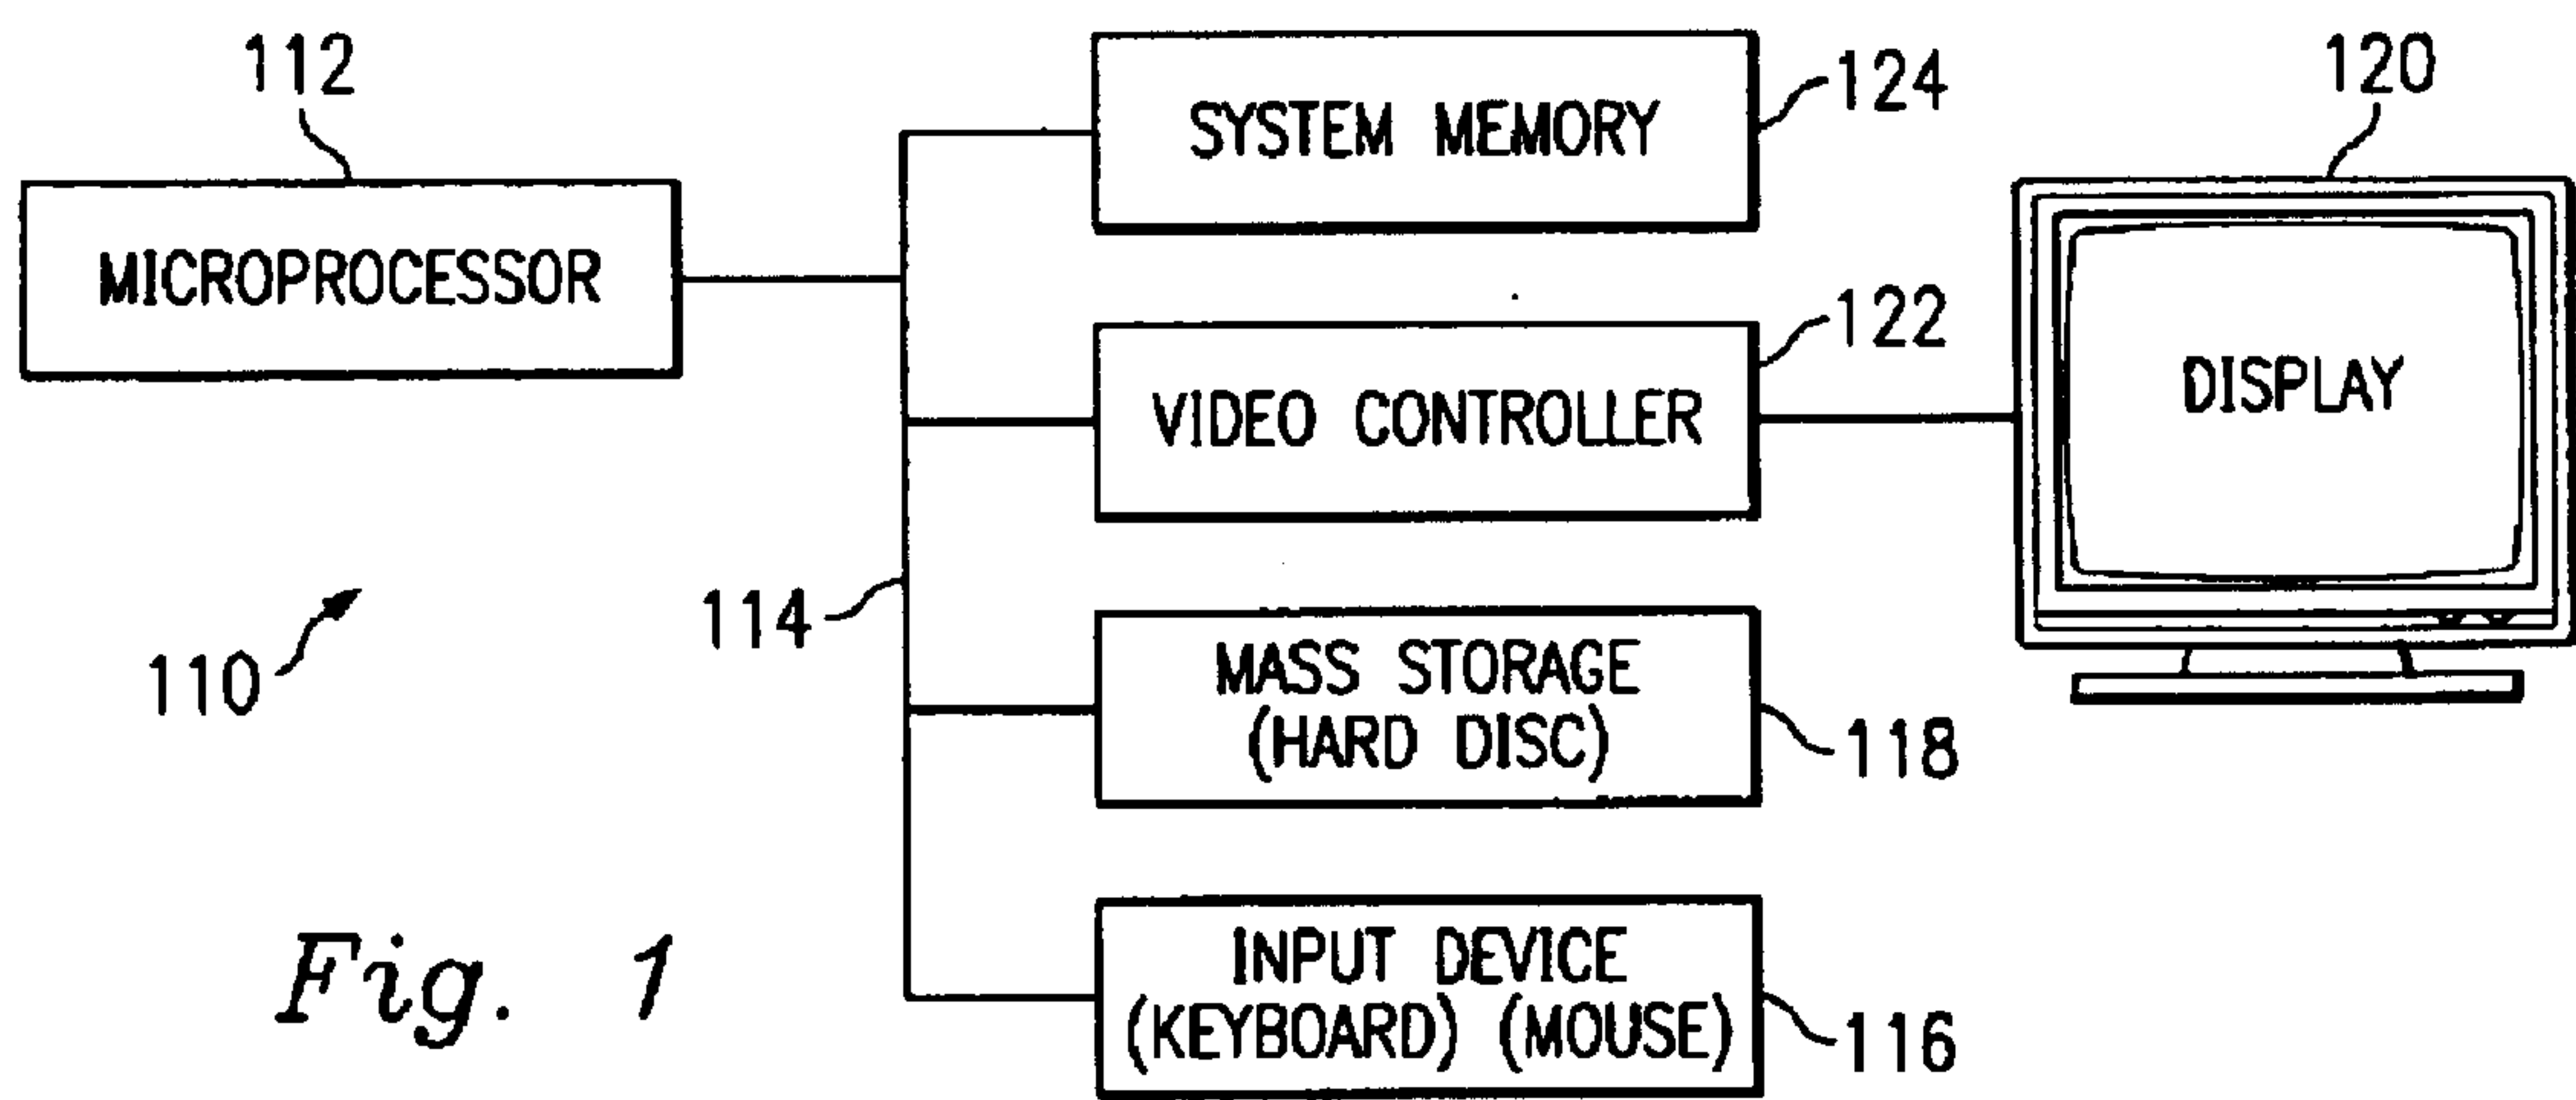 112
MICROPROCESSOR
SYSTEM MEMORY
124
120
VIDEO CONTROLLER
122
DISPLAY
114
110
MASS STORAGE
(HARD DISC)
118
INPUT DEVICE
(KEYBOARD) (MOUSE)
116
Fig. 1